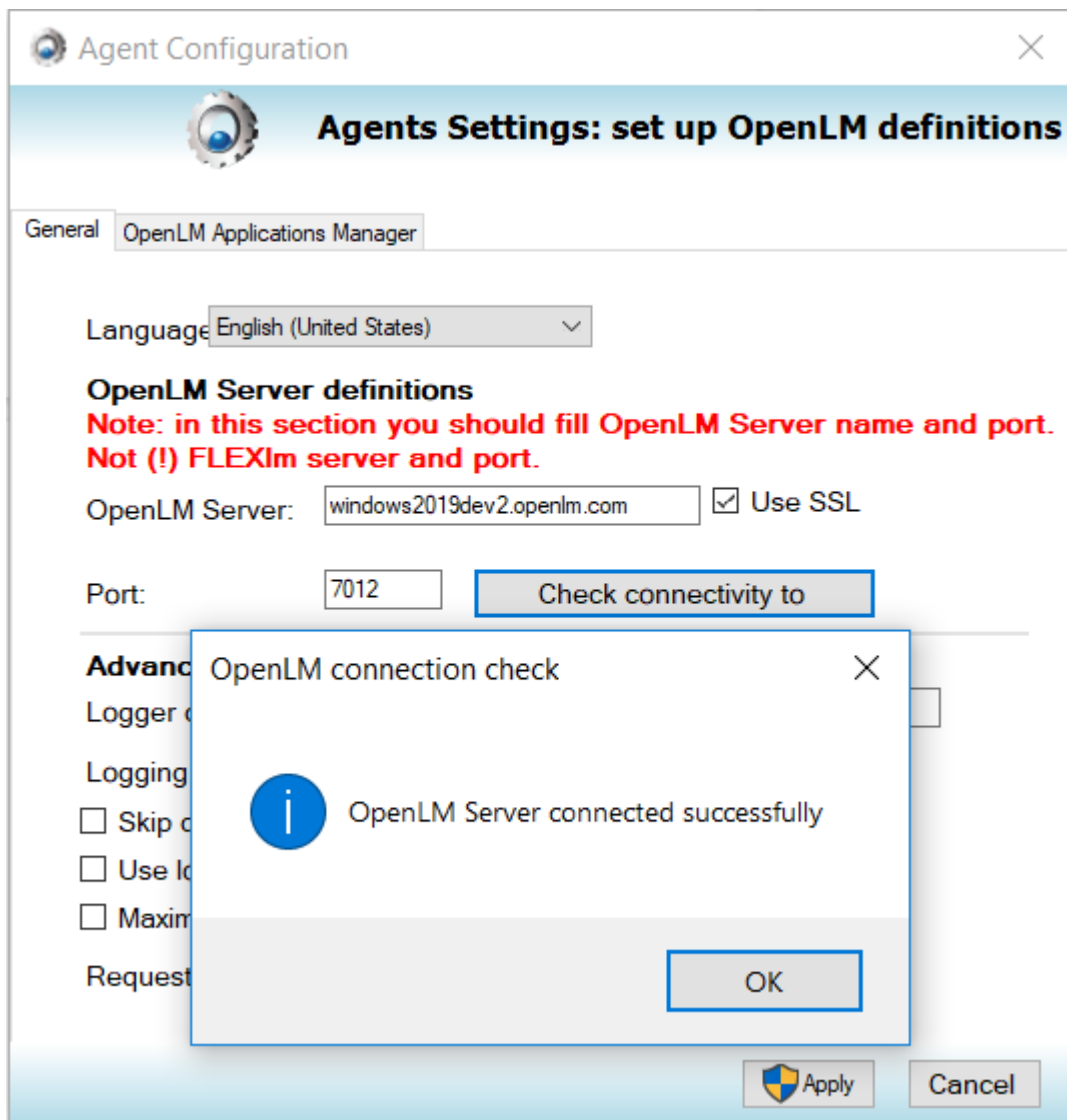 Agent Configuration
Agents Settings: set up OpenLM definitions
General
OpenLM Applications Manager
Language
English (United States)
OpenLM Server definitions
Note: in this section you should fill OpenLM Server name and port.
Not (!) FLEXlm server and port.
OpenLM Server:
windows2019dev2.openlm.com
Use SSL
Port:
7012
Check connectivity to
OpenLM connection check
Logger
Logging
OpenLM Server connected successfully
Skip
Use
Request
OK
Apply
Cancel